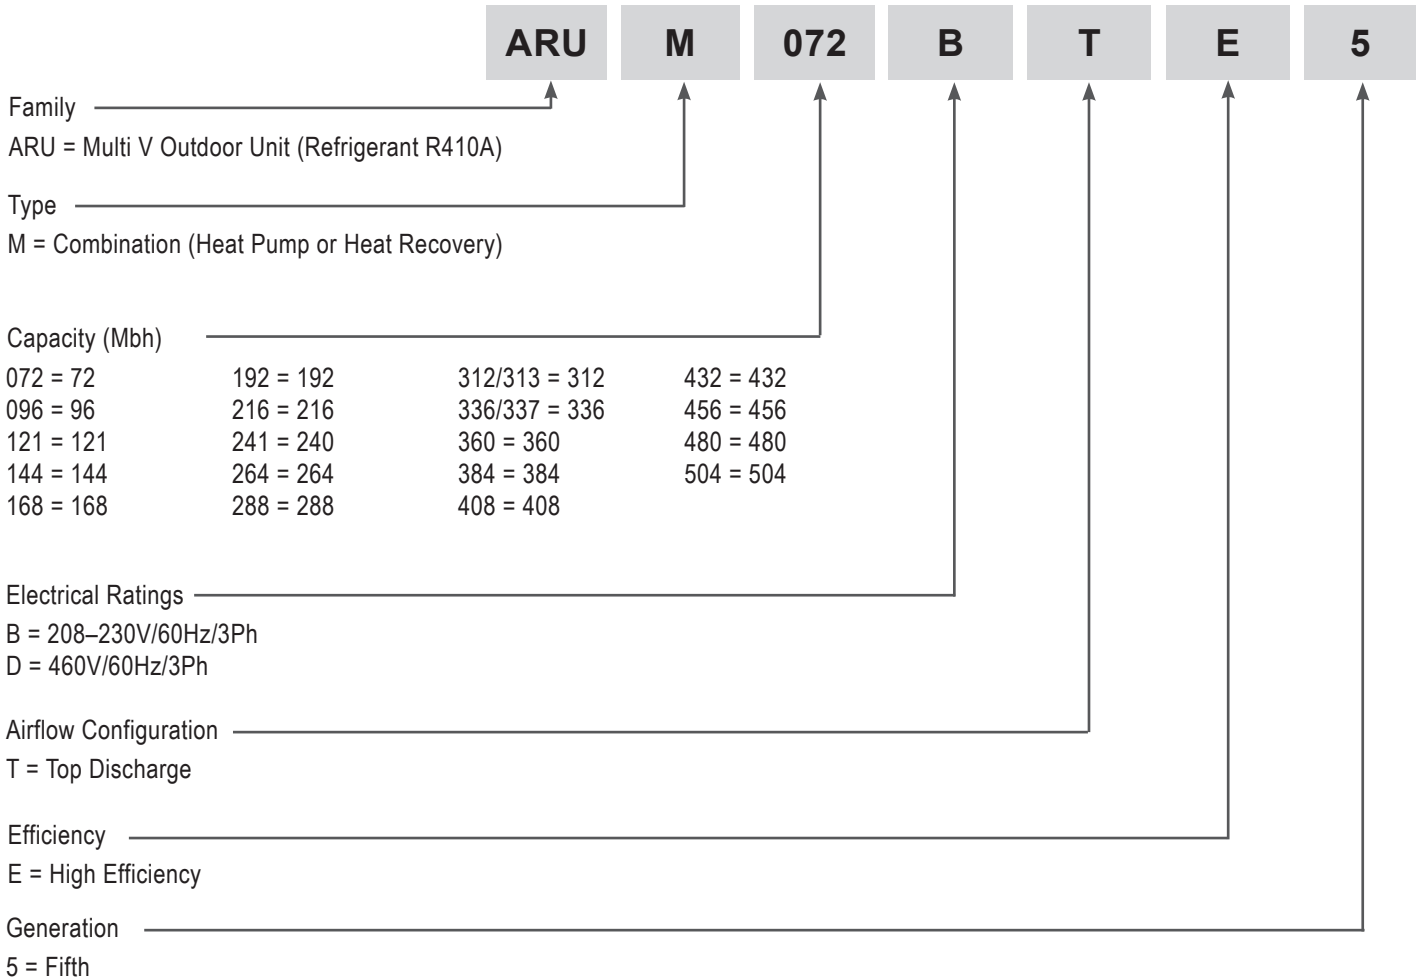 ARU M 072 B T E 5
Family
ARU = Multi V Outdoor Unit (Refrigerant R410A)
Type
M = Combination (Heat Pump or Heat Recovery)
Capacity (Mbh)
072 = 72 192 = 192 312/313 = 312 432 = 432
096 = 96 216 = 216 336/337 = 336 456 = 456
121 = 121 241 = 240 360 = 360 480 = 480
144 = 144 264 = 264 384 = 384 504 = 504
168 = 168 288 = 288 408 = 408
Electrical Ratings
B = 208–230V/60Hz/3Ph
D = 460V/60Hz/3Ph
Airflow Configuration
T = Top Discharge
Efficiency
E = High Efficiency
Generation
5 = Fifth